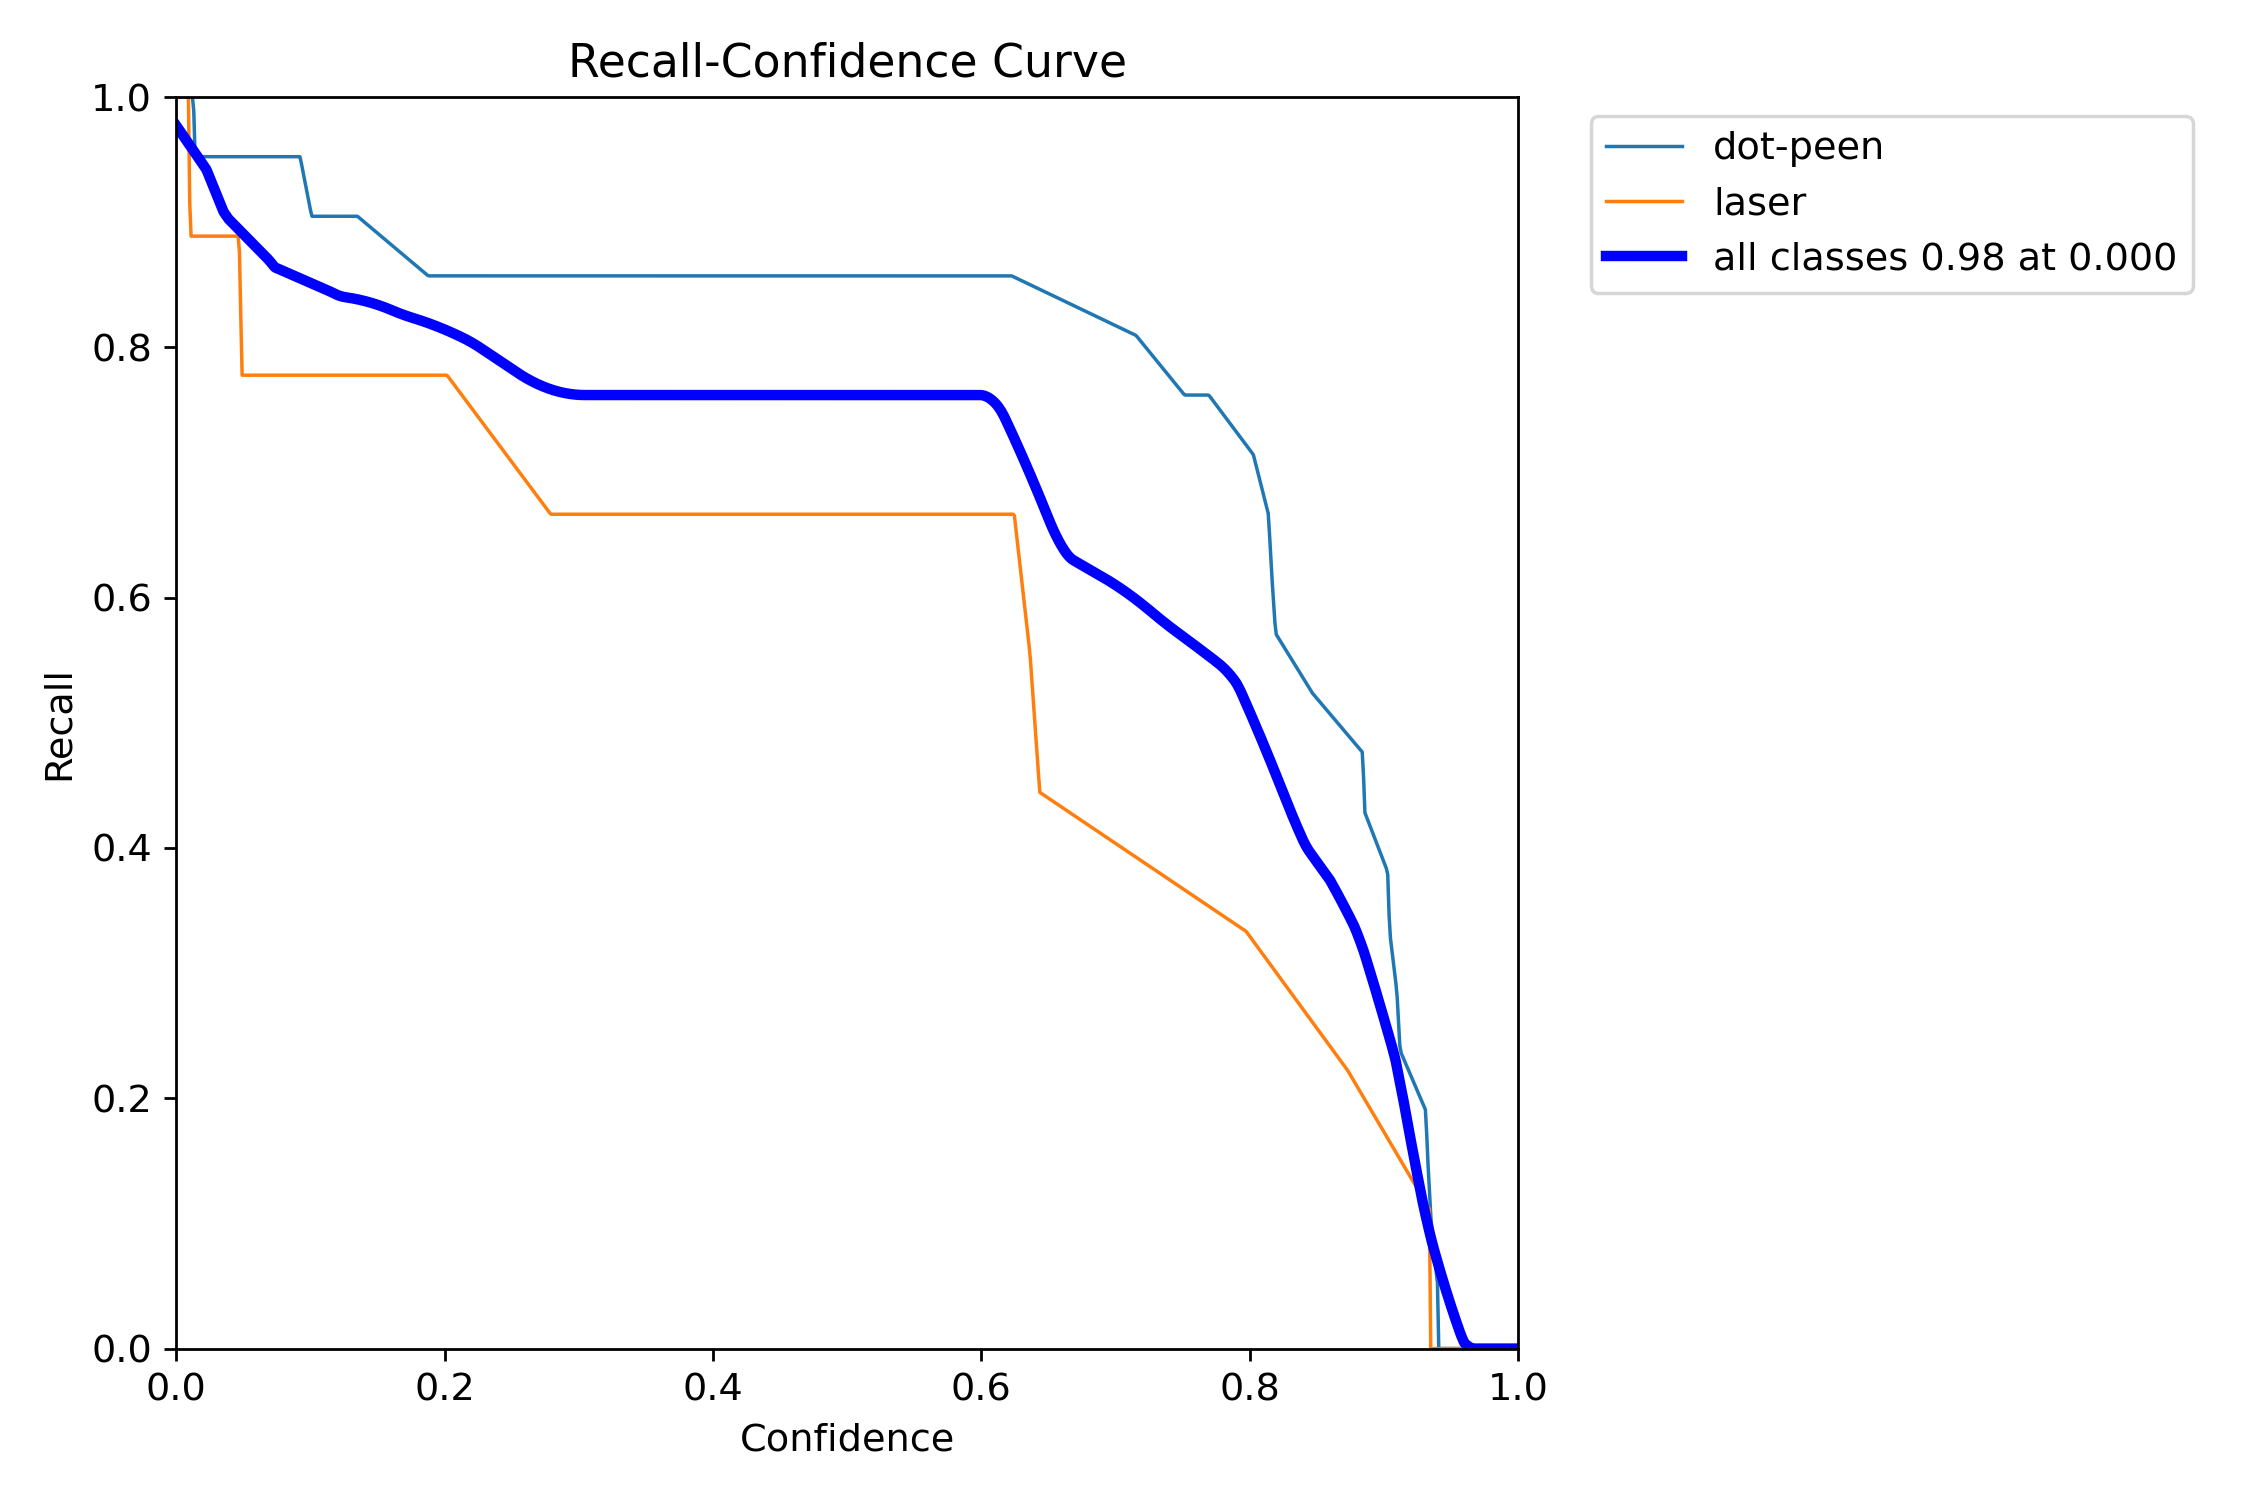 Recall-Confidence Curve
1.0
0.8
0.6
0.4
0.2
0.0
Recall
0.0 0.2 0.4 0.6 0.8 1.0
Confidence
dot-peen
laser
all classes 0.98 at 0.000